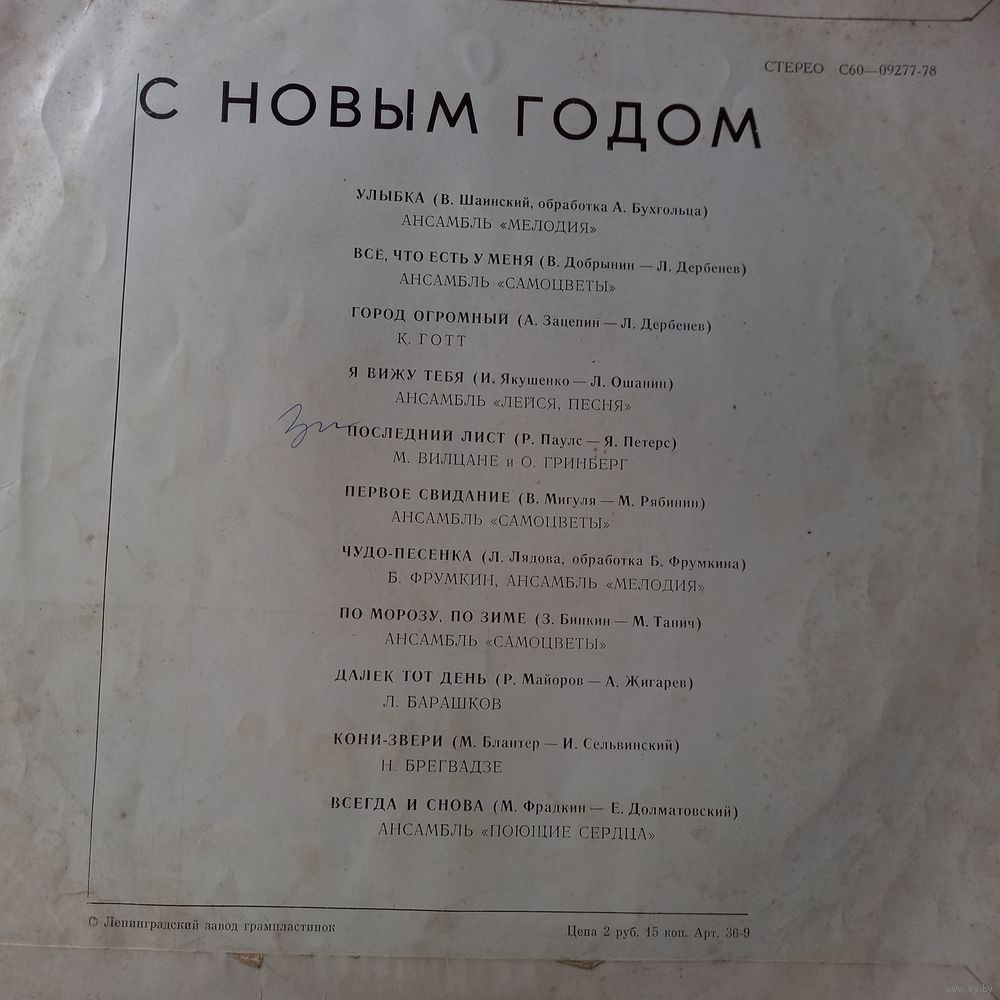 СТЕРЕО С60—09277-78
С НОВЫМ ГОДОМ
УЛЫБКА (В. Шаинский, обработка А. Бухгольца)
АНСАМБЛЬ «МЕЛОДИЯ»
ВСЁ, ЧТО ЕСТЬ У МЕНЯ (В. Добрынин — Л. Дербенев)
АНСАМБЛЬ «САМОЦВЕТЫ»
ГОРОД ОГРОМНЫЙ (А. Зацепин — Л. Дербенев)
К. ГОТТ
Я ВИЖУ ТЕБЯ (И. Якушенко — Л. Ошанин)
АНСАМБЛЬ «ЛЕЙСЯ, ПЕСНЯ»
ПОСЛЕДНИЙ ЛИСТ (Р. Паулс — Я. Петерс)
М. ВИЛЦАНЕ и О. ГРИНБЕРГ
ПЕРВОЕ СВИДАНИЕ (В. Мигуля — М. Рябинин)
АНСАМБЛЬ «САМОЦВЕТЫ»
ЧУДО-ПЕСЕНКА (Л. Лядова, обработка Б. Фрумкина)
Б. ФРУМКИН, АНСАМБЛЬ «МЕЛОДИЯ»
ПО МОРОЗУ, ПО ЗИМЕ (З. Бинкин — М. Танич)
АНСАМБЛЬ «САМОЦВЕТЫ»
ДАЛЕК ТОТ ДЕНЬ (Р. Майоров — А. Жигарев)
Л. БАРАШКОВ
КОНИ-ЗВЕРИ (М. Блантер — И. Сельвинский)
Н. БРЕГВАДЗЕ
ВСЕГДА И СНОВА (М. Фрадкин — Е. Долматовский)
АНСАМБЛЬ «ПОЮЩИЕ СЕРДЦА»
© Ленинградский завод грампластинок
Цена 2 руб. 15 коп. Арт. 36-9
www.ay.by